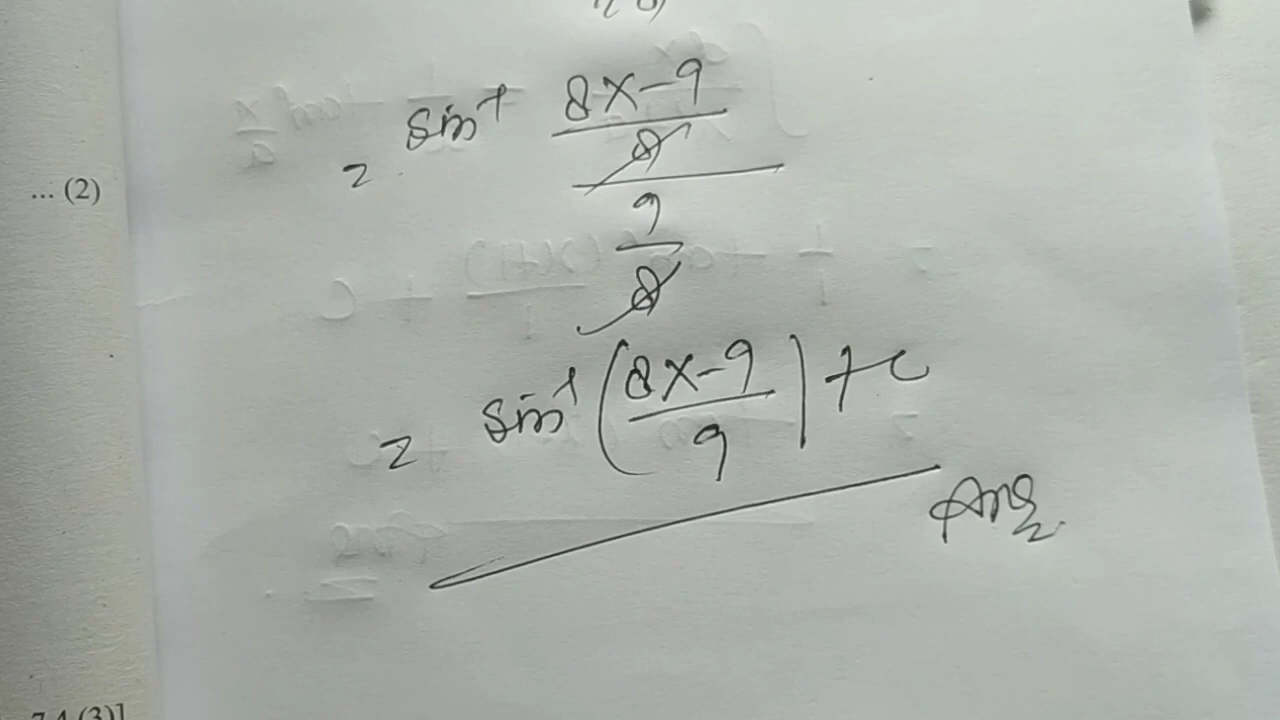 ... (2)
= sin⁻¹ (8x-9)/8 / 9/8
= sin⁻¹ (8x-9 / 9) + c
Ans